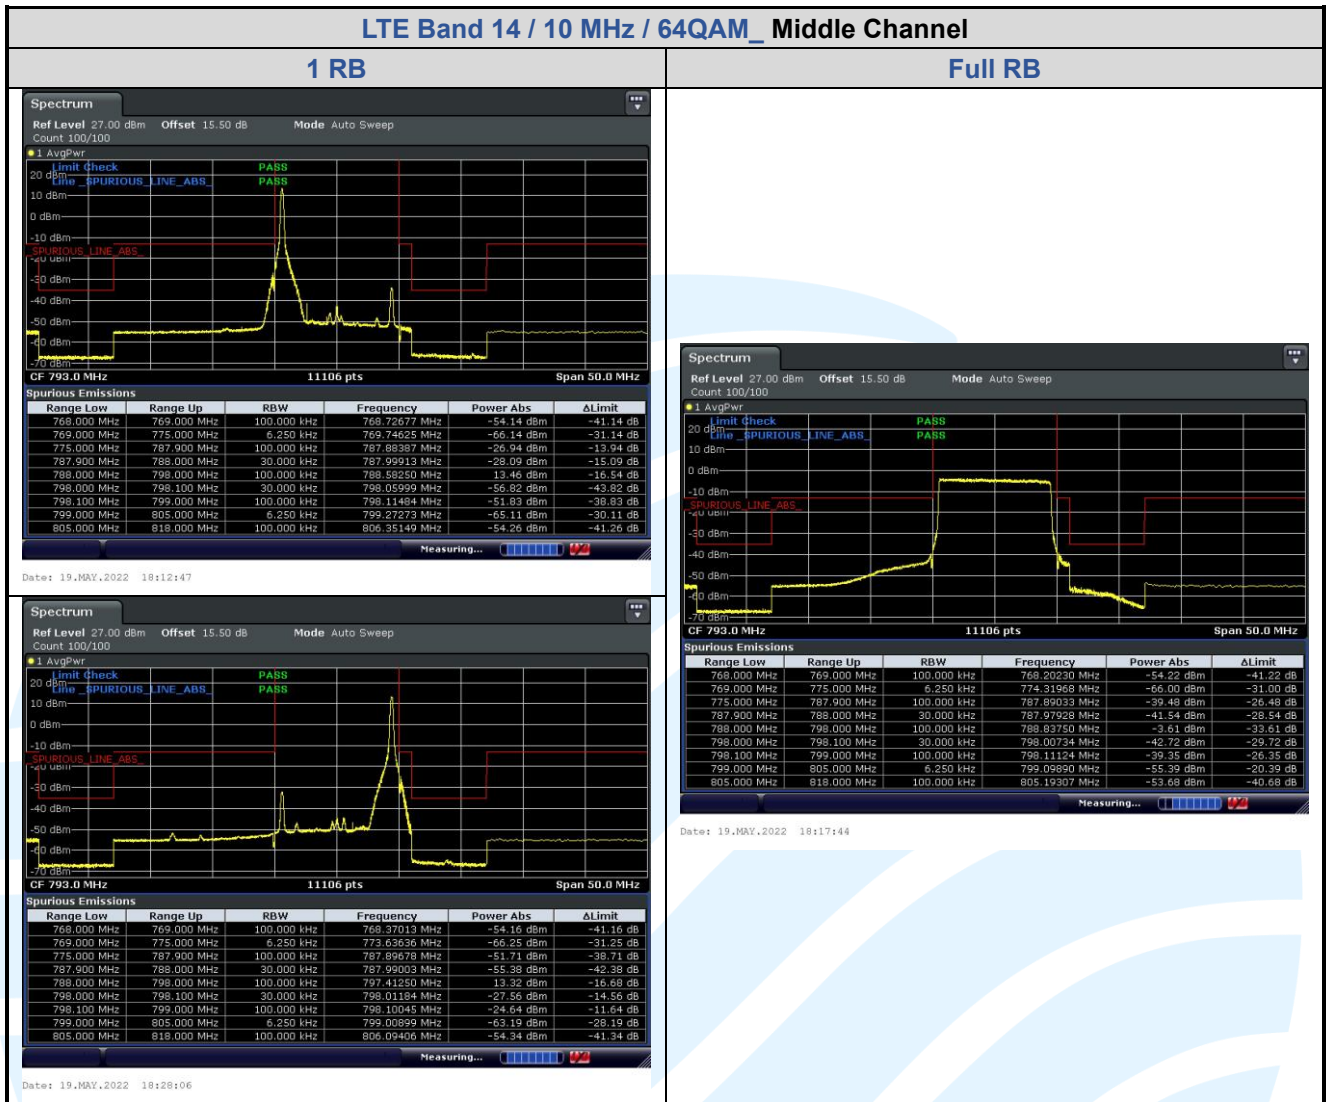 LTE Band 14 / 10 MHz / 64QAM_ Middle Channel
1 RB
Full RB
Spectrum
Ref Level 27.00 dBm Offset 15.50 dB Mode Auto Sweep
Count 100/100
1 AvgPwr
Limit Check PASS
20 dBm
Line _SPURIOUS_LINE_ABS_ PASS
10 dBm
0 dBm
-10 dBm
_SPURIOUS_LINE_ABS_
-20 dBm
-30 dBm
-40 dBm
-50 dBm
-60 dBm
-70 dBm
CF 793.0 MHz 11106 pts Span 50.0 MHz
Spurious Emissions
Range Low Range Up RBW Frequency Power Abs ΔLimit
768.000 MHz 769.000 MHz 100.000 kHz 768.72677 MHz -54.14 dBm -41.14 dB
769.000 MHz 775.000 MHz 6.250 kHz 769.74625 MHz -66.14 dBm -31.14 dB
775.000 MHz 787.900 MHz 100.000 kHz 787.88387 MHz -26.94 dBm -13.94 dB
787.900 MHz 788.000 MHz 30.000 kHz 787.99913 MHz -28.09 dBm -15.09 dB
788.000 MHz 798.000 MHz 100.000 kHz 788.58250 MHz 13.46 dBm -16.54 dB
798.000 MHz 798.100 MHz 30.000 kHz 798.05999 MHz -56.82 dBm -43.82 dB
798.100 MHz 799.000 MHz 100.000 kHz 798.11484 MHz -51.83 dBm -38.83 dB
799.000 MHz 805.000 MHz 6.250 kHz 799.27273 MHz -65.11 dBm -30.11 dB
805.000 MHz 818.000 MHz 100.000 kHz 806.35149 MHz -54.26 dBm -41.26 dB
Measuring...
Date: 19.MAY.2022 18:12:47
Spectrum
Ref Level 27.00 dBm Offset 15.50 dB Mode Auto Sweep
Count 100/100
1 AvgPwr
Limit Check PASS
20 dBm
Line _SPURIOUS_LINE_ABS_ PASS
10 dBm
0 dBm
-10 dBm
_SPURIOUS_LINE_ABS_
-20 dBm
-30 dBm
-40 dBm
-50 dBm
-60 dBm
-70 dBm
CF 793.0 MHz 11106 pts Span 50.0 MHz
Spurious Emissions
Range Low Range Up RBW Frequency Power Abs ΔLimit
768.000 MHz 769.000 MHz 100.000 kHz 768.37013 MHz -54.16 dBm -41.16 dB
769.000 MHz 775.000 MHz 6.250 kHz 773.63636 MHz -66.25 dBm -31.25 dB
775.000 MHz 787.900 MHz 100.000 kHz 787.89678 MHz -51.71 dBm -38.71 dB
787.900 MHz 788.000 MHz 30.000 kHz 787.99003 MHz -55.38 dBm -42.38 dB
788.000 MHz 798.000 MHz 100.000 kHz 797.41250 MHz 13.32 dBm -16.68 dB
798.000 MHz 798.100 MHz 30.000 kHz 798.01184 MHz -27.56 dBm -14.56 dB
798.100 MHz 799.000 MHz 100.000 kHz 798.10045 MHz -24.64 dBm -11.64 dB
799.000 MHz 805.000 MHz 6.250 kHz 799.00899 MHz -63.19 dBm -28.19 dB
805.000 MHz 818.000 MHz 100.000 kHz 806.09406 MHz -54.34 dBm -41.34 dB
Measuring...
Date: 19.MAY.2022 18:28:06
Spectrum
Ref Level 27.00 dBm Offset 15.50 dB Mode Auto Sweep
Count 100/100
1 AvgPwr
Limit Check PASS
20 dBm
Line _SPURIOUS_LINE_ABS_ PASS
10 dBm
0 dBm
-10 dBm
_SPURIOUS_LINE_ABS_
-20 dBm
-30 dBm
-40 dBm
-50 dBm
-60 dBm
-70 dBm
CF 793.0 MHz 11106 pts Span 50.0 MHz
Spurious Emissions
Range Low Range Up RBW Frequency Power Abs ΔLimit
768.000 MHz 769.000 MHz 100.000 kHz 768.20230 MHz -54.22 dBm -41.22 dB
769.000 MHz 775.000 MHz 6.250 kHz 774.31968 MHz -66.00 dBm -31.00 dB
775.000 MHz 787.900 MHz 100.000 kHz 787.89033 MHz -39.48 dBm -26.48 dB
787.900 MHz 788.000 MHz 30.000 kHz 787.97928 MHz -41.54 dBm -28.54 dB
788.000 MHz 798.000 MHz 100.000 kHz 788.83750 MHz -3.61 dBm -33.61 dB
798.000 MHz 798.100 MHz 30.000 kHz 798.00734 MHz -42.72 dBm -29.72 dB
798.100 MHz 799.000 MHz 100.000 kHz 798.11124 MHz -39.35 dBm -26.35 dB
799.000 MHz 805.000 MHz 6.250 kHz 799.09890 MHz -55.39 dBm -20.39 dB
805.000 MHz 818.000 MHz 100.000 kHz 805.19307 MHz -53.68 dBm -40.68 dB
Measuring...
Date: 19.MAY.2022 18:17:44